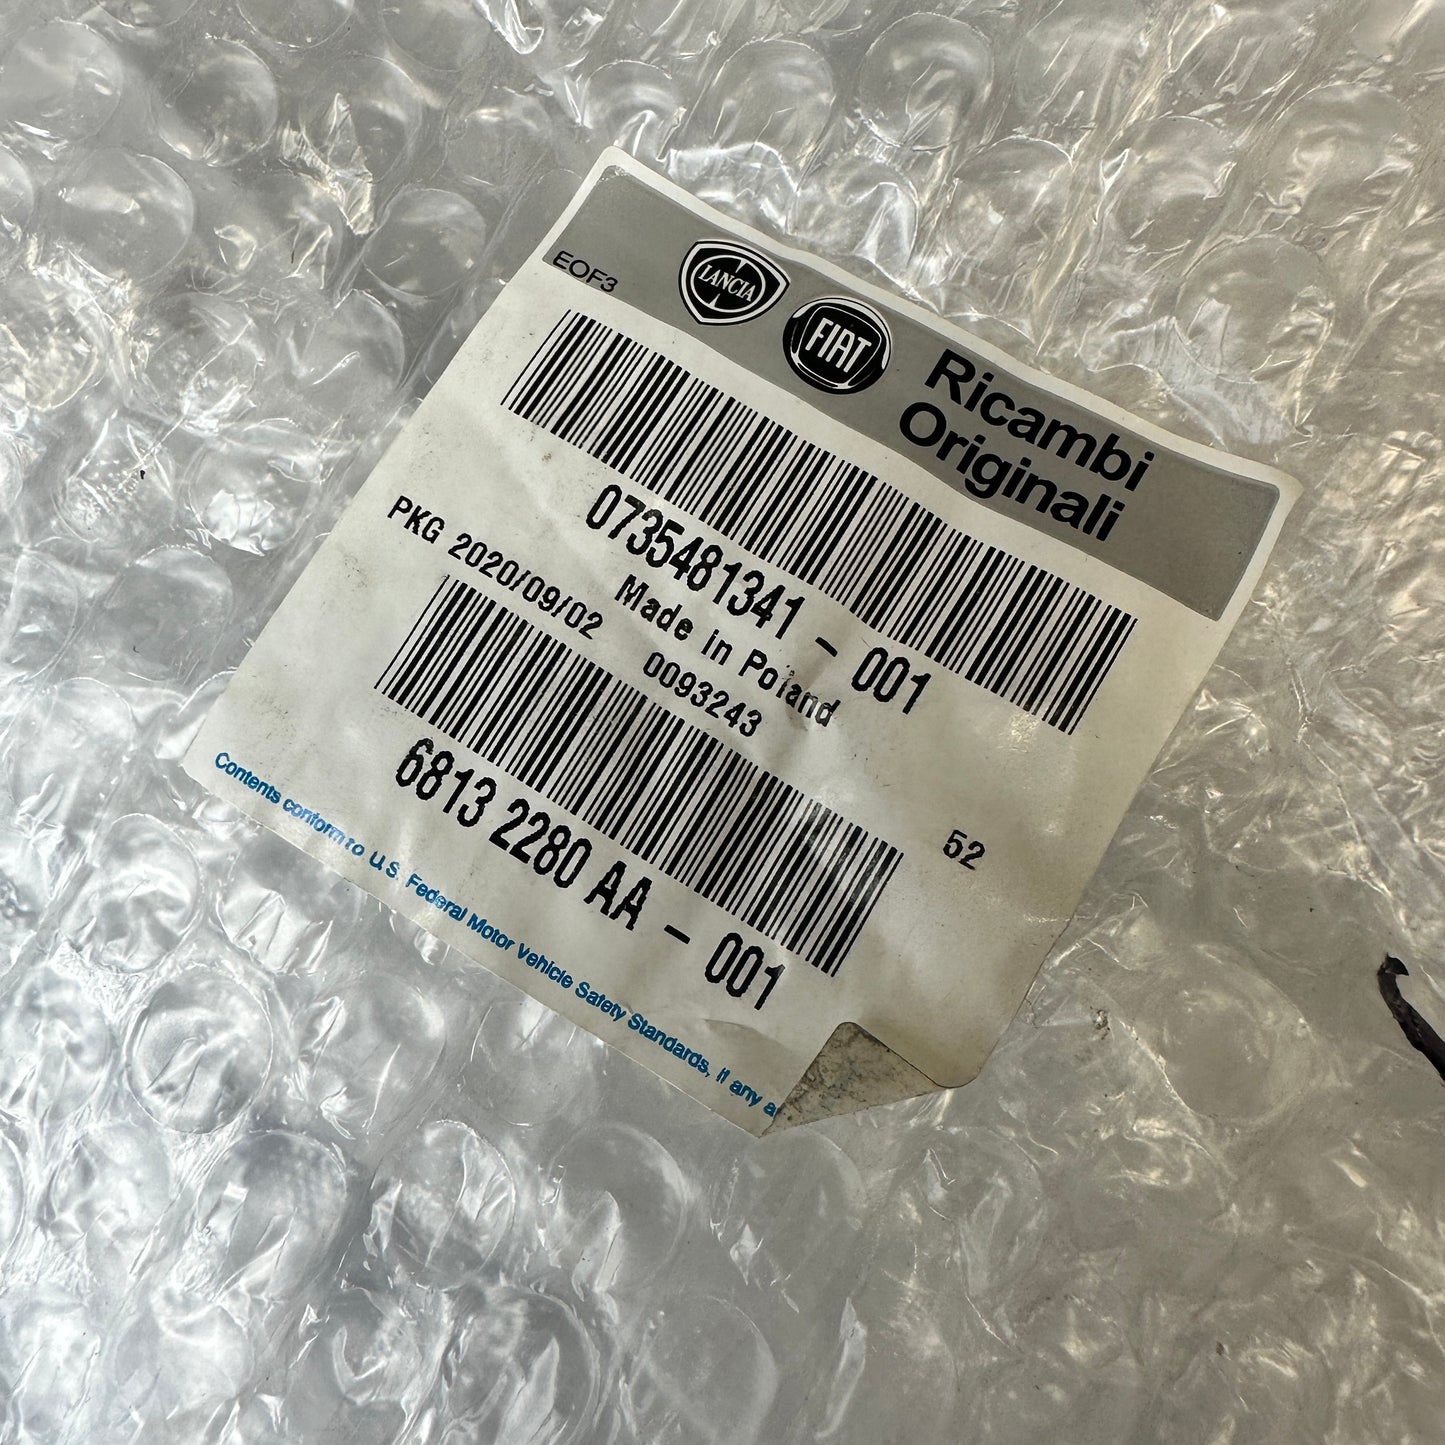 EOF3
LANCIA
FIAT
Ricambi
Originali
0735481341 - 001
Made in Poland
PKG 2020/09/02 0093243
6813 2280 AA - 001
52
Contents conform to U.S. Federal Motor Vehicle Safety Standards, if any